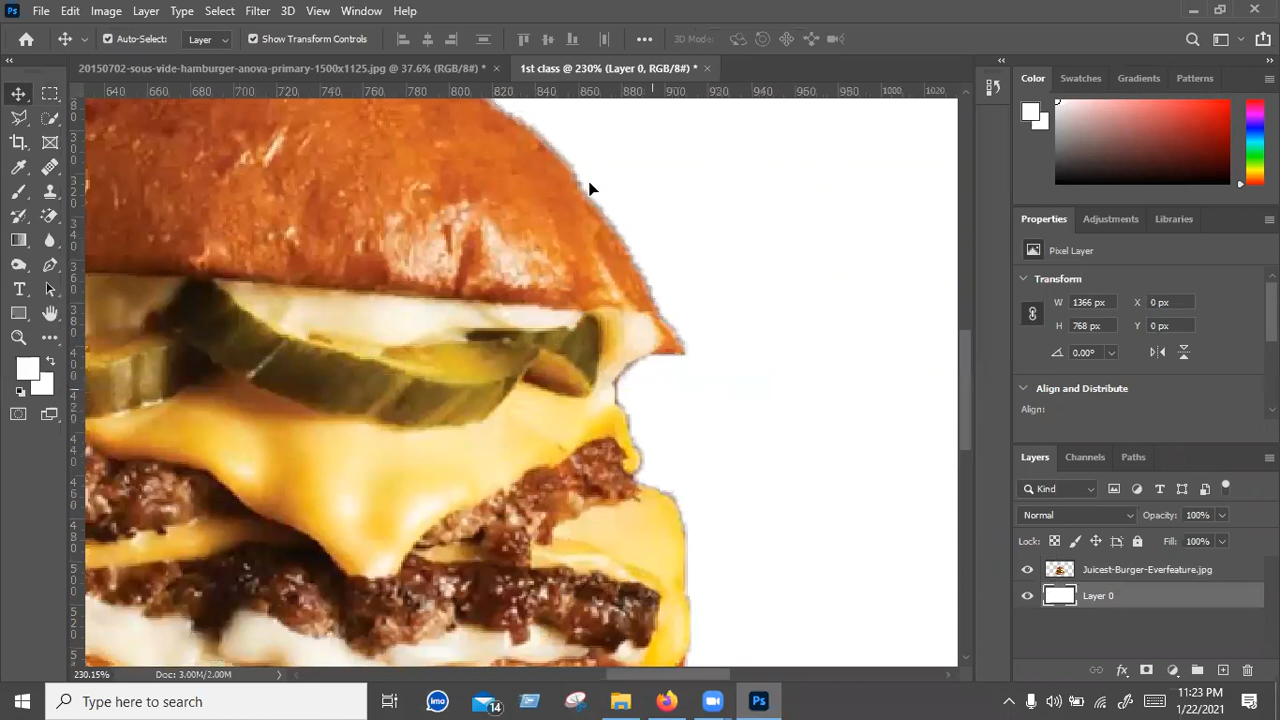 Ps File Edit Image Layer Type Select Filter 3D View Window Help
Auto-Select: Layer Show Transform Controls 3D Mode:
20150702-sous-vide-hamburger-anova-primary-1500x1125.jpg @ 37.6% (RGB/8#) * × 1st class @ 230% (Layer 0, RGB/8#) * ×
640 660 680 700 720 740 760 780 800 820 840 860 880 900 920 940 960 980 1000 1020
Color Swatches Gradients Patterns
Properties Adjustments Libraries
Pixel Layer
Transform
W 1366 px X 0 px
H 768 px Y 0 px
0.00°
Align and Distribute
Align:
Layers Channels Paths
Kind
Normal Opacity: 100%
Lock: Fill: 100%
Juicest-Burger-Everfeature.jpg
Layer 0
230.15% Doc: 3.00M/2.00M
Type here to search
imo
14
Ps
1:23 PM
1/22/2021